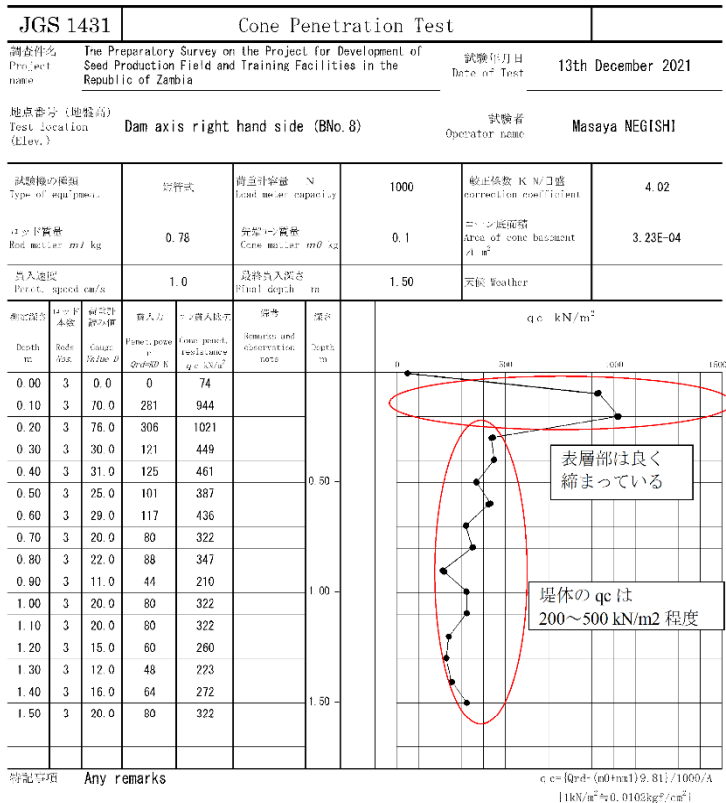 JGS 1431 Cone Penetration Test
調査件名
Project
name
The Preparatory Survey on the Project for Development of
Seed Production Field and Training Facilities in the
Republic of Zambia
試験年月日
Date of Test
13th December 2021
地点番号 (地盤高)
Test location
(Elev.)
Dam axis right hand side (BNo.8)
試験者
Operator name
Masaya NEGISHI
試験機の種類
Type of equipment
単管式
荷重計容量 N
Load meter capacity
1000
較正係数 K N/目盛
correction coefficient
4.02
ロッド質量
Rod matter m1 kg
0.78
先端コーン質量
Cone matter m0 kg
0.1
コーン底面積
Area of cone basement
A m²
3.23E-04
貫入速度
Penet. speed cm/s
1.0
最終貫入深さ
Final depth m
1.50
天候 Weather
測定深さ ロッド本数 荷重計読み値 貫入力 コーン貫入抵抗 備考 深さ qc kN/m²
Depth m Rods Nos. Gauge Value D Penet.power Qrd=KD N Cone penet. resistance qc kN/m² Remarks and observation note Depth m
0 500 1000 1500
0.00 3 0.0 0 74
0.10 3 70.0 281 944
0.20 3 76.0 306 1021
0.30 3 30.0 121 449
0.40 3 31.0 125 461
0.50 3 25.0 101 387
0.60 3 29.0 117 436
0.70 3 20.0 80 322
0.80 3 22.0 88 347
0.90 3 11.0 44 210
1.00 3 20.0 80 322
1.10 3 20.0 80 322
1.20 3 15.0 60 260
1.30 3 12.0 48 223
1.40 3 16.0 64 272
1.50 3 20.0 80 322
0.50
1.00
1.50
表層部は良く
締まっている
堤体の qc は
200～500 kN/m2 程度
特記事項 Any remarks
qc={Qrd+(m0+nm1)9.81}/1000/A
[1kN/m²≒0.0102kgf/cm²]